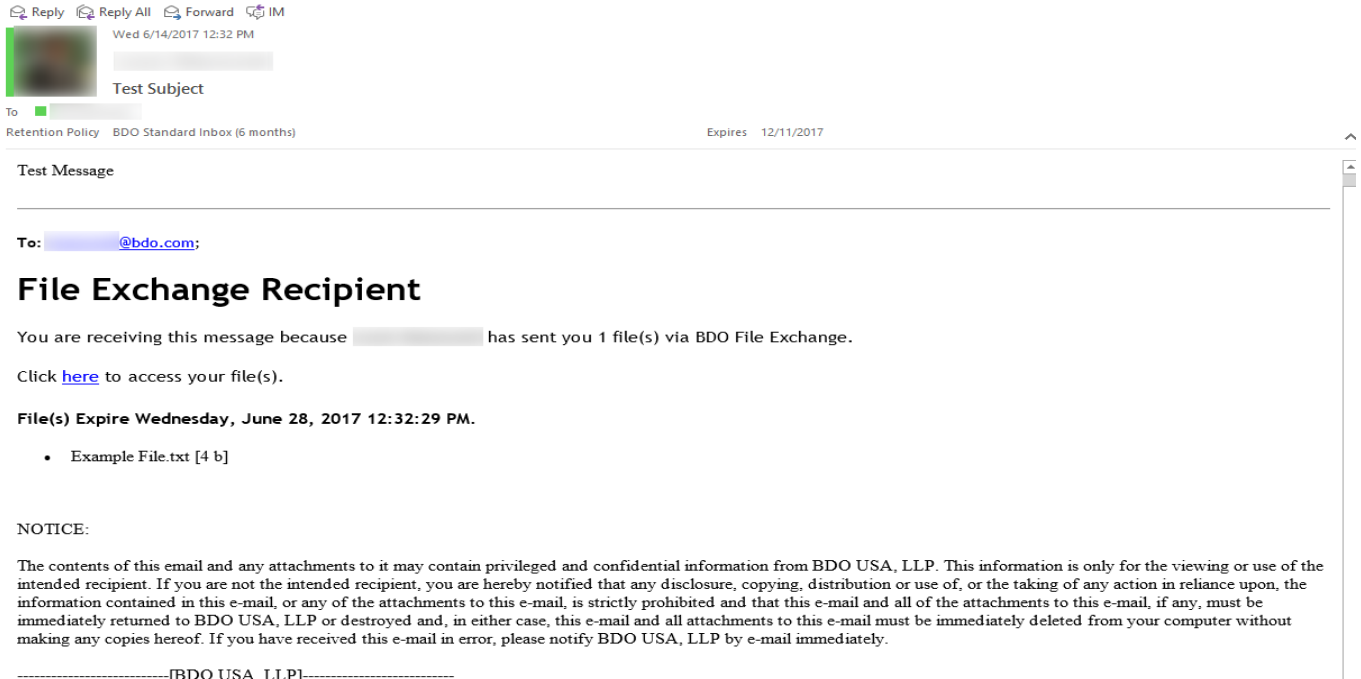 Reply Reply All Forward IM
Wed 6/14/2017 12:32 PM
Test Subject
To
Retention Policy BDO Standard Inbox (6 months) Expires 12/11/2017
Test Message
To: @bdo.com;
File Exchange Recipient
You are receiving this message because has sent you 1 file(s) via BDO File Exchange.
Click here to access your file(s).
File(s) Expire Wednesday, June 28, 2017 12:32:29 PM.
• Example File.txt [4 b]
NOTICE:
The contents of this email and any attachments to it may contain privileged and confidential information from BDO USA, LLP. This information is only for the viewing or use of the
intended recipient. If you are not the intended recipient, you are hereby notified that any disclosure, copying, distribution or use of, or the taking of any action in reliance upon, the
information contained in this e-mail, or any of the attachments to this e-mail, is strictly prohibited and that this e-mail and all of the attachments to this e-mail, if any, must be
immediately returned to BDO USA, LLP or destroyed and, in either case, this e-mail and all attachments to this e-mail must be immediately deleted from your computer without
making any copies hereof. If you have received this e-mail in error, please notify BDO USA, LLP by e-mail immediately.
---------------------------[BDO USA, LLP]---------------------------